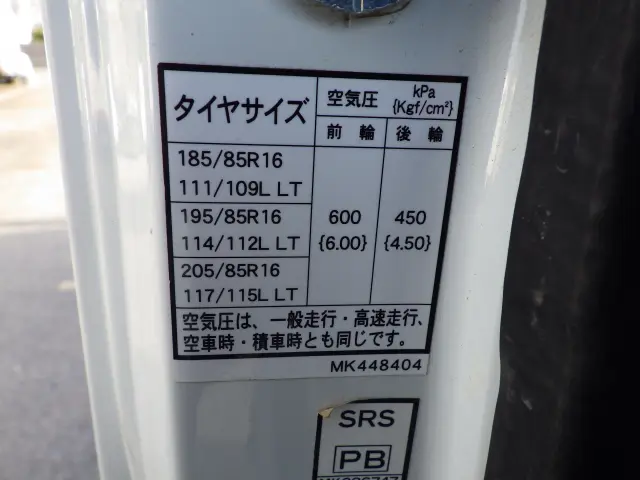 タイヤサイズ 空気圧 kPa {Kgf/cm²}
前輪 後輪
185/85R16
111/109L LT
195/85R16 600 450
114/112L LT {6.00} {4.50}
205/85R16
117/115L LT
空気圧は、一般走行・高速走行、
空車時・積車時とも同じです。
MK448404
SRS
PB